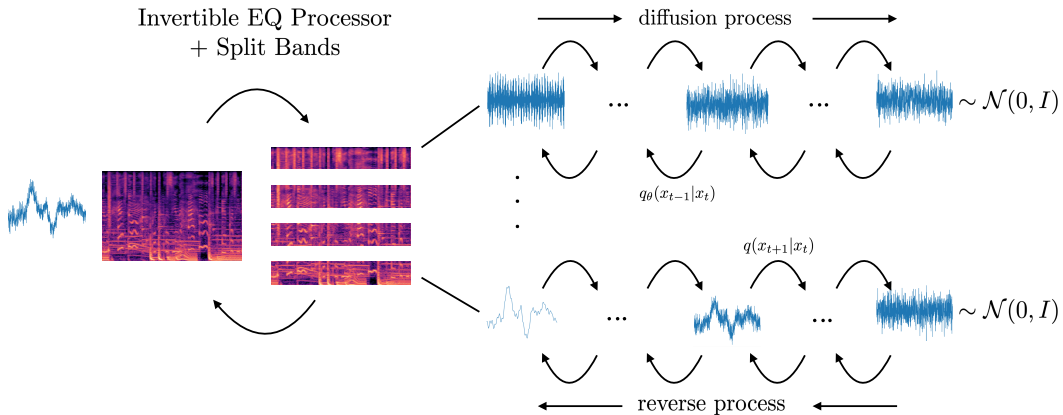 Invertible EQ Processor
+ Split Bands
diffusion process
...
...
∼ 𝒩(0, I)
q_θ(x_{t−1}|x_t)
q(x_{t+1}|x_t)
...
...
∼ 𝒩(0, I)
reverse process